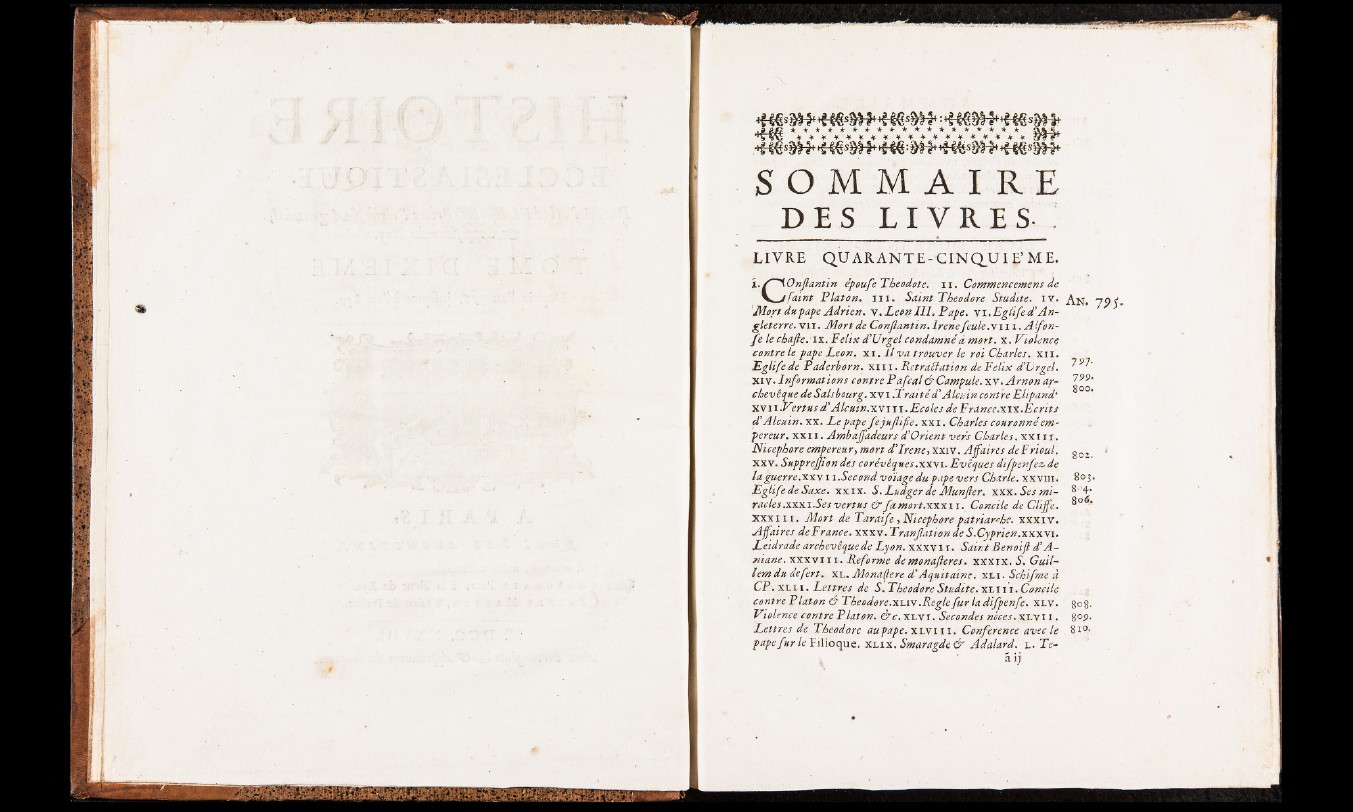 SOMMAIRE
DES LIVRES.
LIVRE QUARANTE-CINQUIE'ME.
I. COnſtantin épouſe Theodote. II. Commencemens de
ſaint Platon. III. Saint Theodore Studite. IV.
Mort du pape Adrien. V. Leon III. Pape. VI. Egliſe d'An-
gleterre. VII. Mort de Conſtantin. Irene ſeule. VIII. Alfon-
ſe le chaſte. IX. Felix d'Urgel condamné à mort. X. Violence
contre le pape Leon. XI. Il va trouver le roi Charles. XII.
Egliſe de Paderborn. XIII. Retractation de Felix d'Urgel.
XIV. Informations contre Paſcal & Campule. XV. Arnon ar-
chevêque de Salsbourg. XVI. Traité d'Alcuin contre Elipand'
XVII. Vertus d'Alcuin. XVIII. Ecoles de France. XIX. Ecrits
d'Alcuin. XX. Le pape ſe juſtifie. XXI. Charles couronné em-
pereur. XXII. Ambaſſadeurs d'Orient vers Charles. XXIII.
Nicephore empereur, mort d'Irene, XXIV. Affaires de Frioul.
XXV. Suppreſſion des corévêques. XXVI. Evêques diſpenſez de
la guerre. XXVII. Second voiage du pape vers Charle. XXVIII.
Egliſe de Saxe. XXIX. S. Ludger de Munſter. XXX. Ses mi-
racles. XXXI. Ses vertus & ſa mort. XXXII. Concile de Cliffe.
XXXIII. Mort de Taraiſe, Nicephore patriarche. XXXIV.
Affaires de France. XXXV. Tranſlation de S. Cyprien. XXXVI.
Leidrade archevêque de Lyon. XXXVII. Saint Benoiſt d'A-
niane. XXXVIII. Reforme de monaſteres. XXXIX. S. Guil-
lem du deſert. XL. Monaſtere d'Aquitaine. XLI. Schiſme à
CP. XLII. Lettres de S. Theodore Studite. XLIII. Concile
contre Platon & Theodore. XLIV. Regle ſur la diſpenſe. XLV.
Violence contre Platon. &c. XLVI. Secondes nôces. XLVII.
Lettres de Theodore au pape. XLVIII. Conference avec le
pape ſur le Filioque. XLIX. Smaragde & Adalard. L. Te-
ã ij
AN. 795.
797.
799.
800.
802.
803.
804.
806.
808.
809.
810.